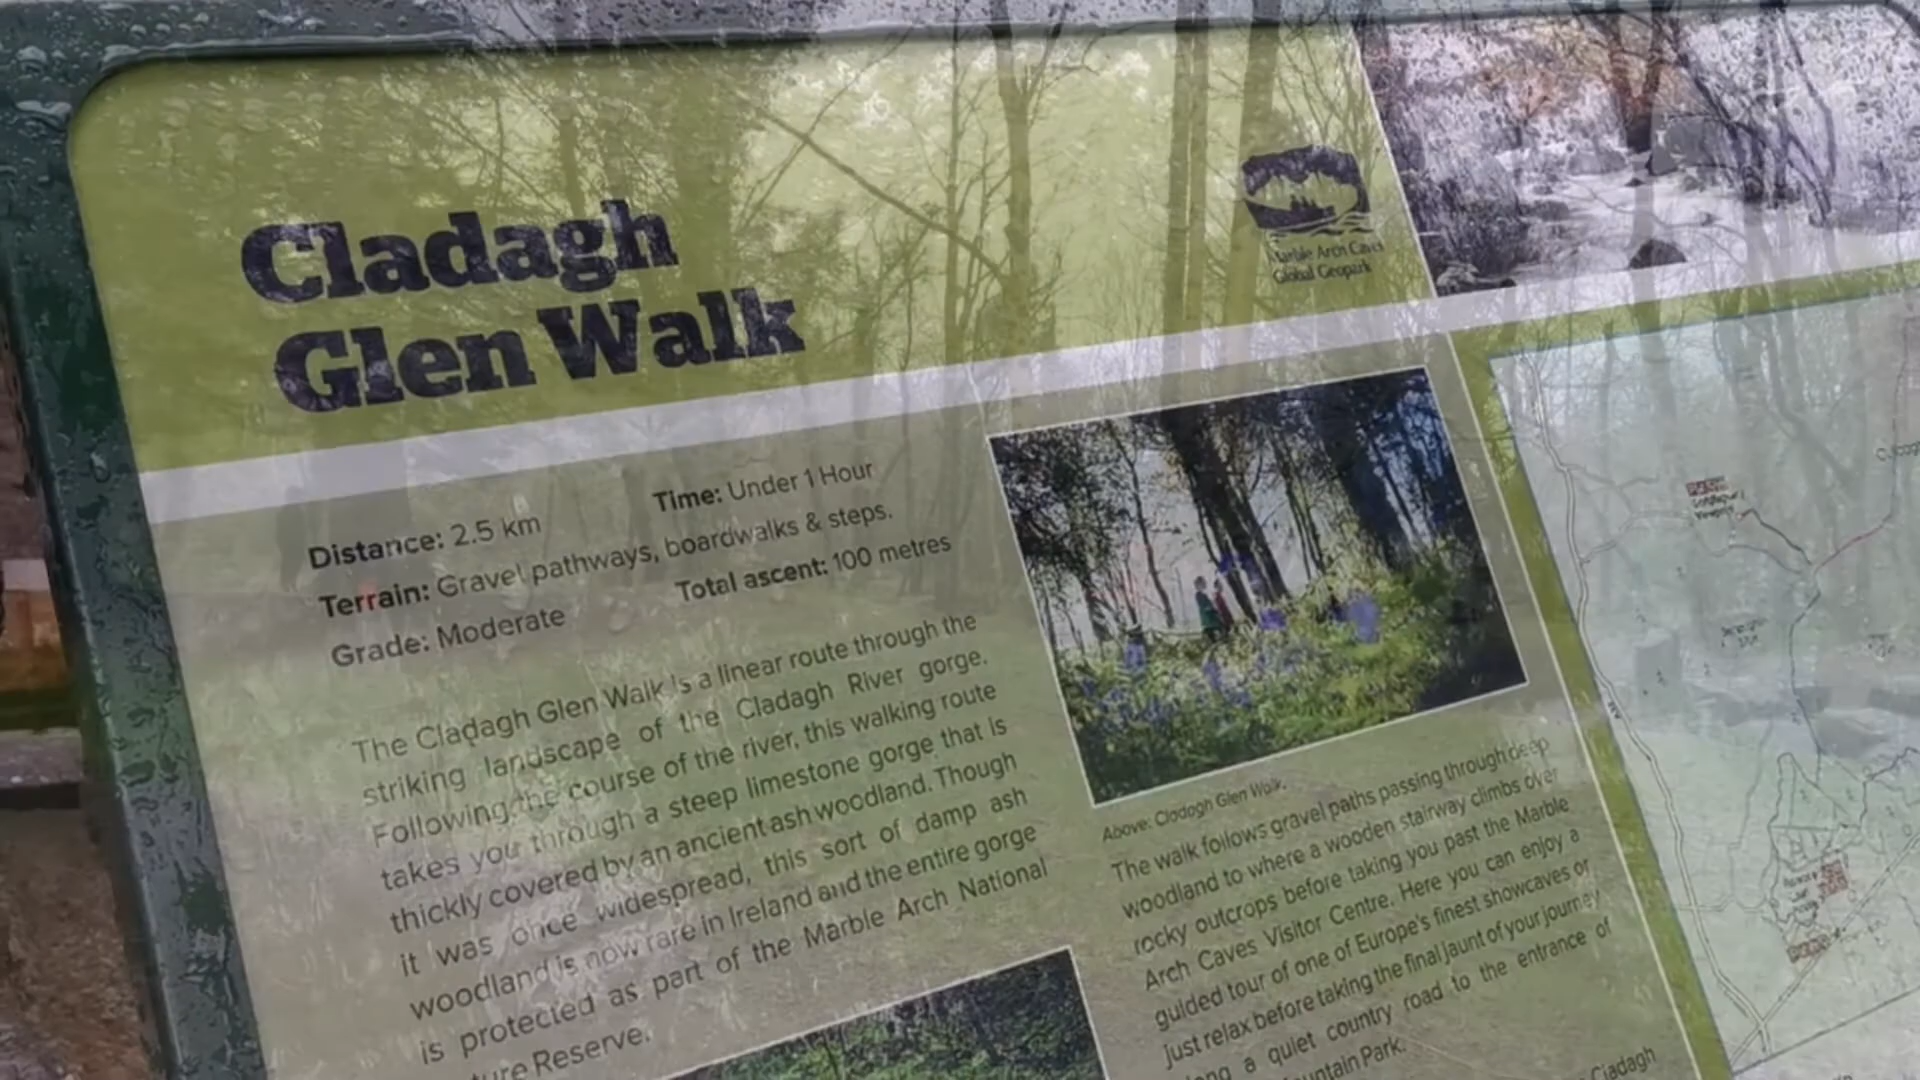 Cladagh
Glen Walk
Marble Arch Caves
Global Geopark
Distance: 2.5 km
Time: Under 1 Hour
Terrain: Gravel pathways, boardwalks & steps.
Grade: Moderate
Total ascent: 100 metres
The Cladagh Glen Walk is a linear route through the
striking landscape of the Cladagh River gorge.
Following the course of the river, this walking route
takes you through a steep limestone gorge that is
thickly covered by an ancient ash woodland. Though
it was once widespread, this sort of damp ash
woodland is now rare in Ireland and the entire gorge
is protected as part of the Marble Arch National
ture Reserve.
Above: Cladagh Glen Walk.
The walk follows gravel paths passing through deep
woodland to where a wooden stairway climbs over
rocky outcrops before taking you past the Marble
Arch Caves Visitor Centre. Here you can enjoy a
guided tour of one of Europe's finest showcaves or
just relax before taking the final jaunt of your journey
ong a quiet country road to the entrance of
untain Park.
Cladagh